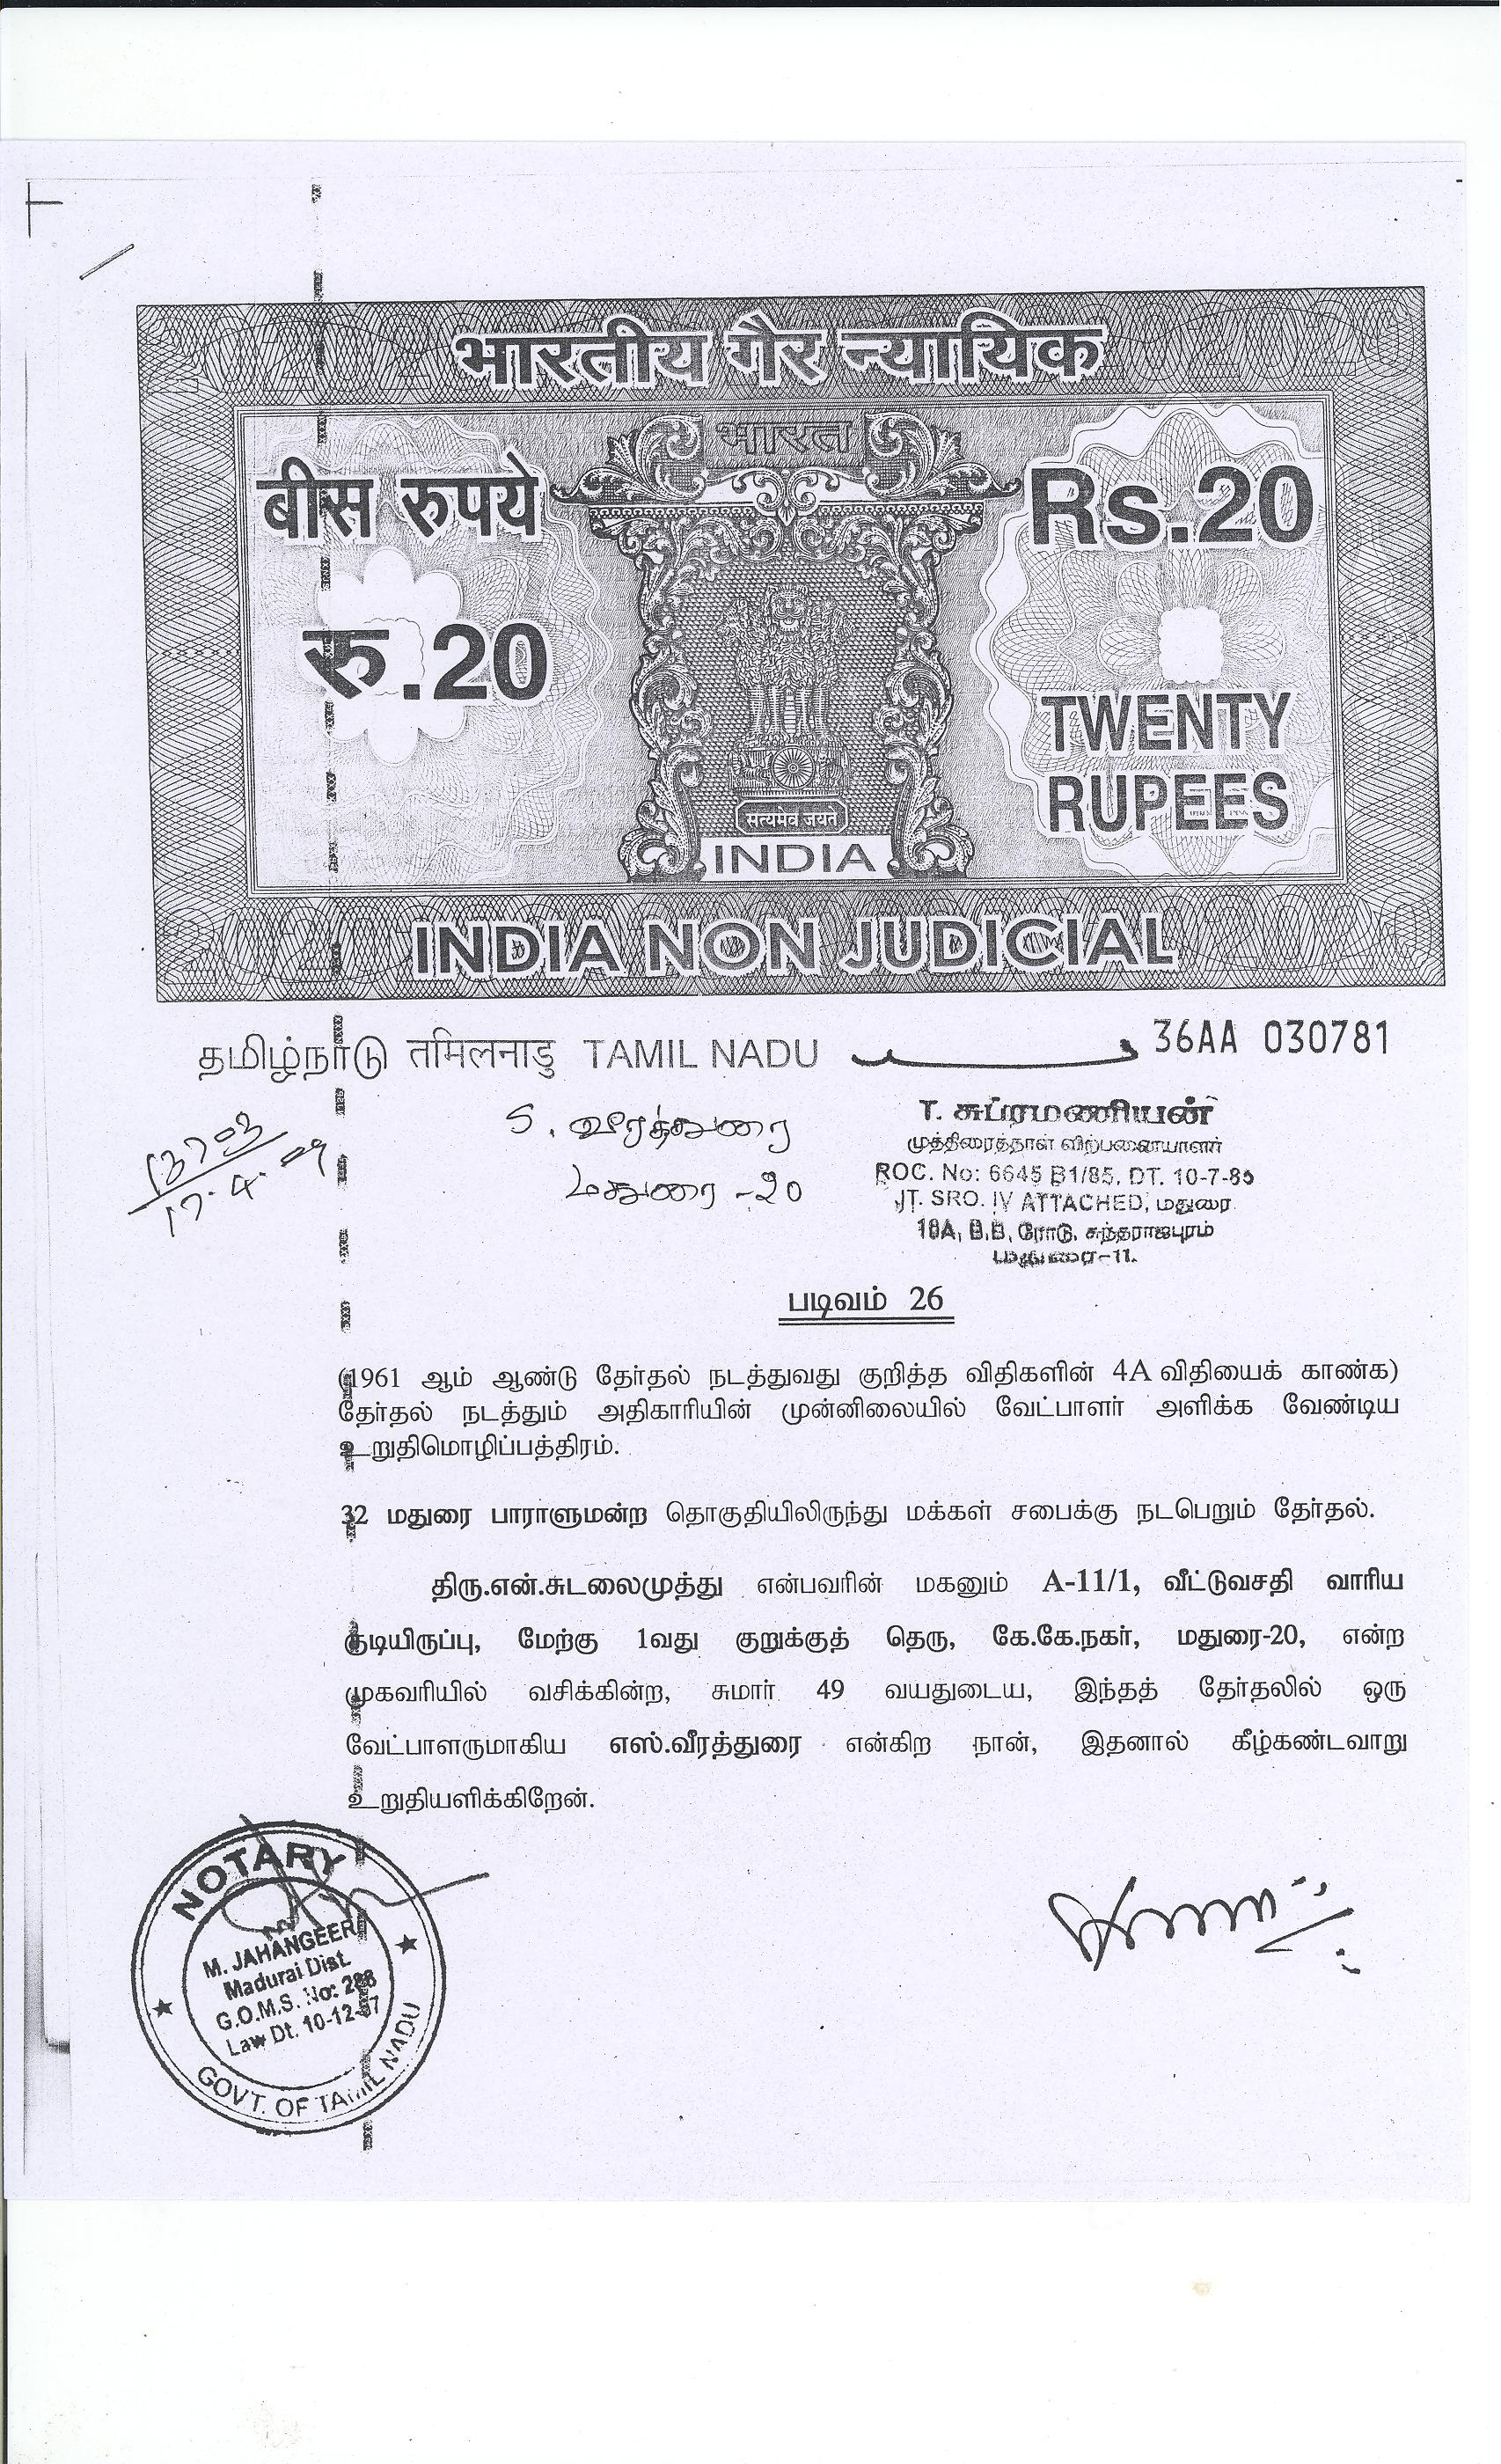 भारतीय गैर न्यायिक
भारत
बीस रुपये
Rs.20
रु.20
TWENTY
RUPEES
सत्यमेव जयते
INDIA
INDIA NON JUDICIAL
தமிழ்நாடு तमिलनाडु TAMIL NADU
36AA 030781
13703
17.4.09
S. வீரத்துரை
மதுரை -20
T. சுப்ரமணியன்
முத்திரைத்தாள் விற்பனையாளர்
ROC. No: 6645 B1/85, DT. 10-7-85
JT. SRO. IV ATTACHED, மதுரை
18A, B.B, ரோடு, சுந்தராஜபுரம்
மதுரை-11.
படிவம் 26
(1961 ஆம் ஆண்டு தேர்தல் நடத்துவது குறித்த விதிகளின் 4A விதியைக் காண்க)
தேர்தல் நடத்தும் அதிகாரியின் முன்னிலையில் வேட்பாளர் அளிக்க வேண்டிய
உறுதிமொழிப்பத்திரம்.
32 மதுரை பாராளுமன்ற தொகுதியிலிருந்து மக்கள் சபைக்கு நடபெறும் தேர்தல்.
திரு.என்.சுடலைமுத்து என்பவரின் மகனும் A-11/1, வீட்டுவசதி வாரிய
குடியிருப்பு, மேற்கு 1வது குறுக்குத் தெரு, கே.கே.நகர், மதுரை-20, என்ற
முகவரியில் வசிக்கின்ற, சுமார் 49 வயதுடைய, இந்தத் தேர்தலில் ஒரு
வேட்பாளருமாகிய எஸ்.வீரத்துரை என்கிற நான், இதனால் கீழ்கண்டவாறு
உறுதியளிக்கிறேன்.
NOTARY
M. JAHANGEER
Madurai Dist.
G.O.M.S. No: 288
Law Dt. 10-12-97
GOVT. OF TAMIL NADU